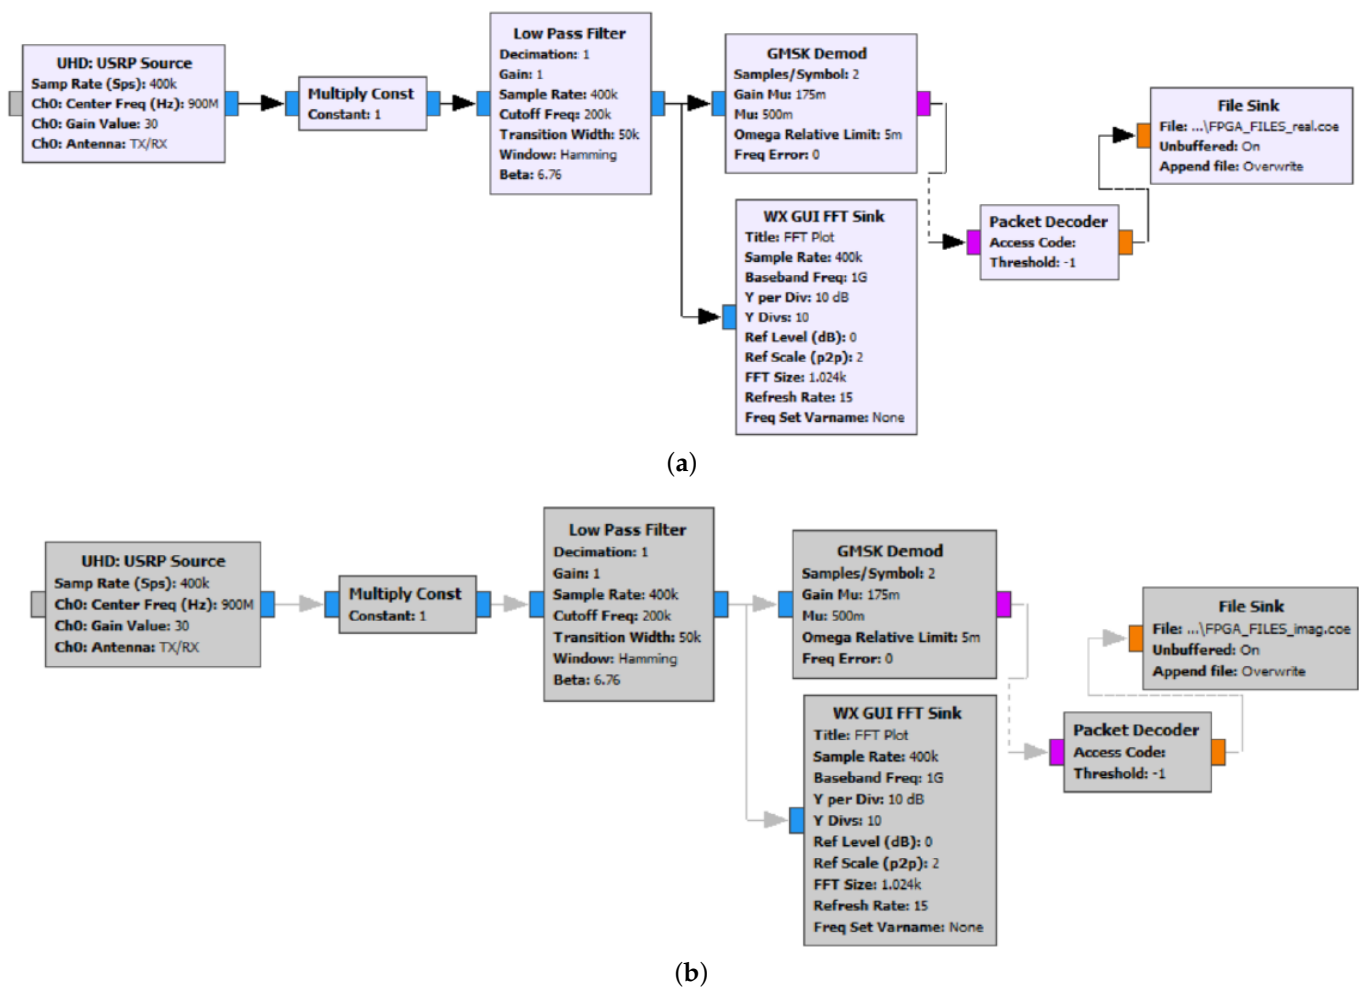 UHD: USRP Source
Samp Rate (Sps): 400k
Ch0: Center Freq (Hz): 900M
Ch0: Gain Value: 30
Ch0: Antenna: TX/RX
Multiply Const
Constant: 1
Low Pass Filter
Decimation: 1
Gain: 1
Sample Rate: 400k
Cutoff Freq: 200k
Transition Width: 50k
Window: Hamming
Beta: 6.76
GMSK Demod
Samples/Symbol: 2
Gain Mu: 175m
Mu: 500m
Omega Relative Limit: 5m
Freq Error: 0
WX GUI FFT Sink
Title: FFT Plot
Sample Rate: 400k
Baseband Freq: 1G
Y per Div: 10 dB
Y Divs: 10
Ref Level (dB): 0
Ref Scale (p2p): 2
FFT Size: 1.024k
Refresh Rate: 15
Freq Set Varname: None
Packet Decoder
Access Code:
Threshold: -1
File Sink
File: ...\FPGA_FILES_real.coe
Unbuffered: On
Append file: Overwrite
(a)
UHD: USRP Source
Samp Rate (Sps): 400k
Ch0: Center Freq (Hz): 900M
Ch0: Gain Value: 30
Ch0: Antenna: TX/RX
Multiply Const
Constant: 1
Low Pass Filter
Decimation: 1
Gain: 1
Sample Rate: 400k
Cutoff Freq: 200k
Transition Width: 50k
Window: Hamming
Beta: 6.76
GMSK Demod
Samples/Symbol: 2
Gain Mu: 175m
Mu: 500m
Omega Relative Limit: 5m
Freq Error: 0
WX GUI FFT Sink
Title: FFT Plot
Sample Rate: 400k
Baseband Freq: 1G
Y per Div: 10 dB
Y Divs: 10
Ref Level (dB): 0
Ref Scale (p2p): 2
FFT Size: 1.024k
Refresh Rate: 15
Freq Set Varname: None
Packet Decoder
Access Code:
Threshold: -1
File Sink
File: ...\FPGA_FILES_imag.coe
Unbuffered: On
Append file: Overwrite
(b)